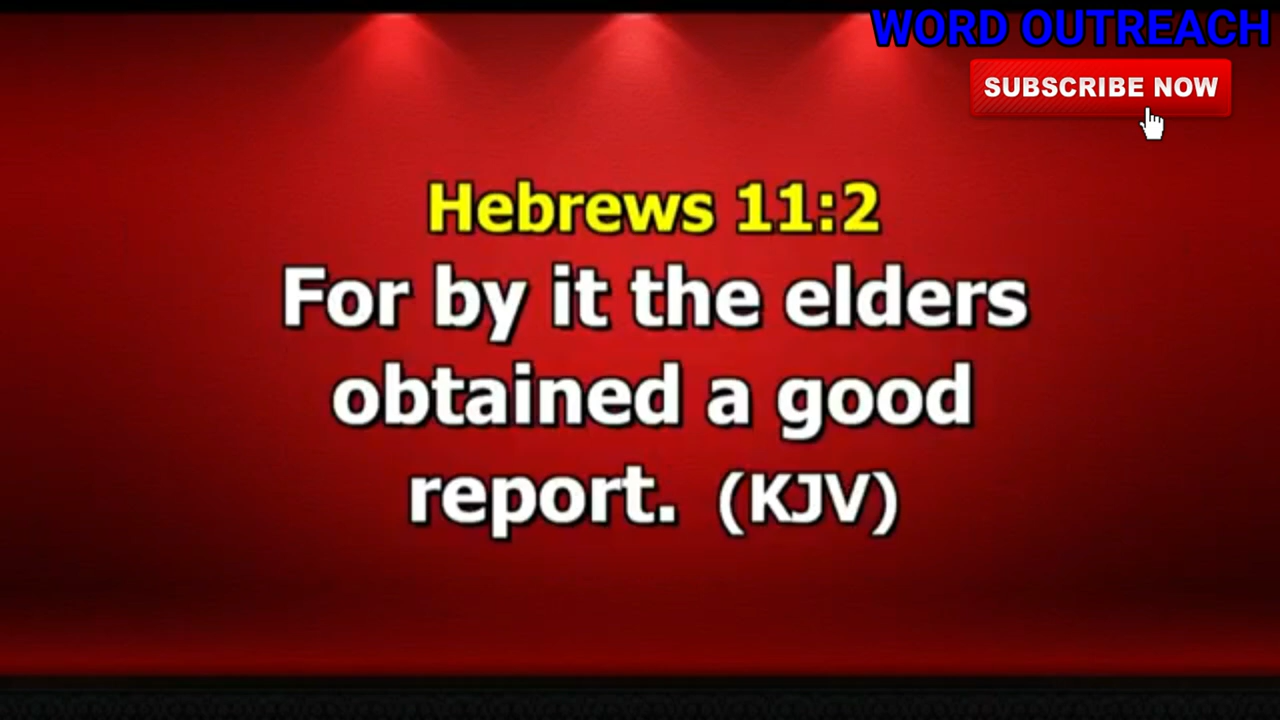 WORD OUTREACH
SUBSCRIBE NOW
Hebrews 11:2
For by it the elders
obtained a good
report. (KJV)